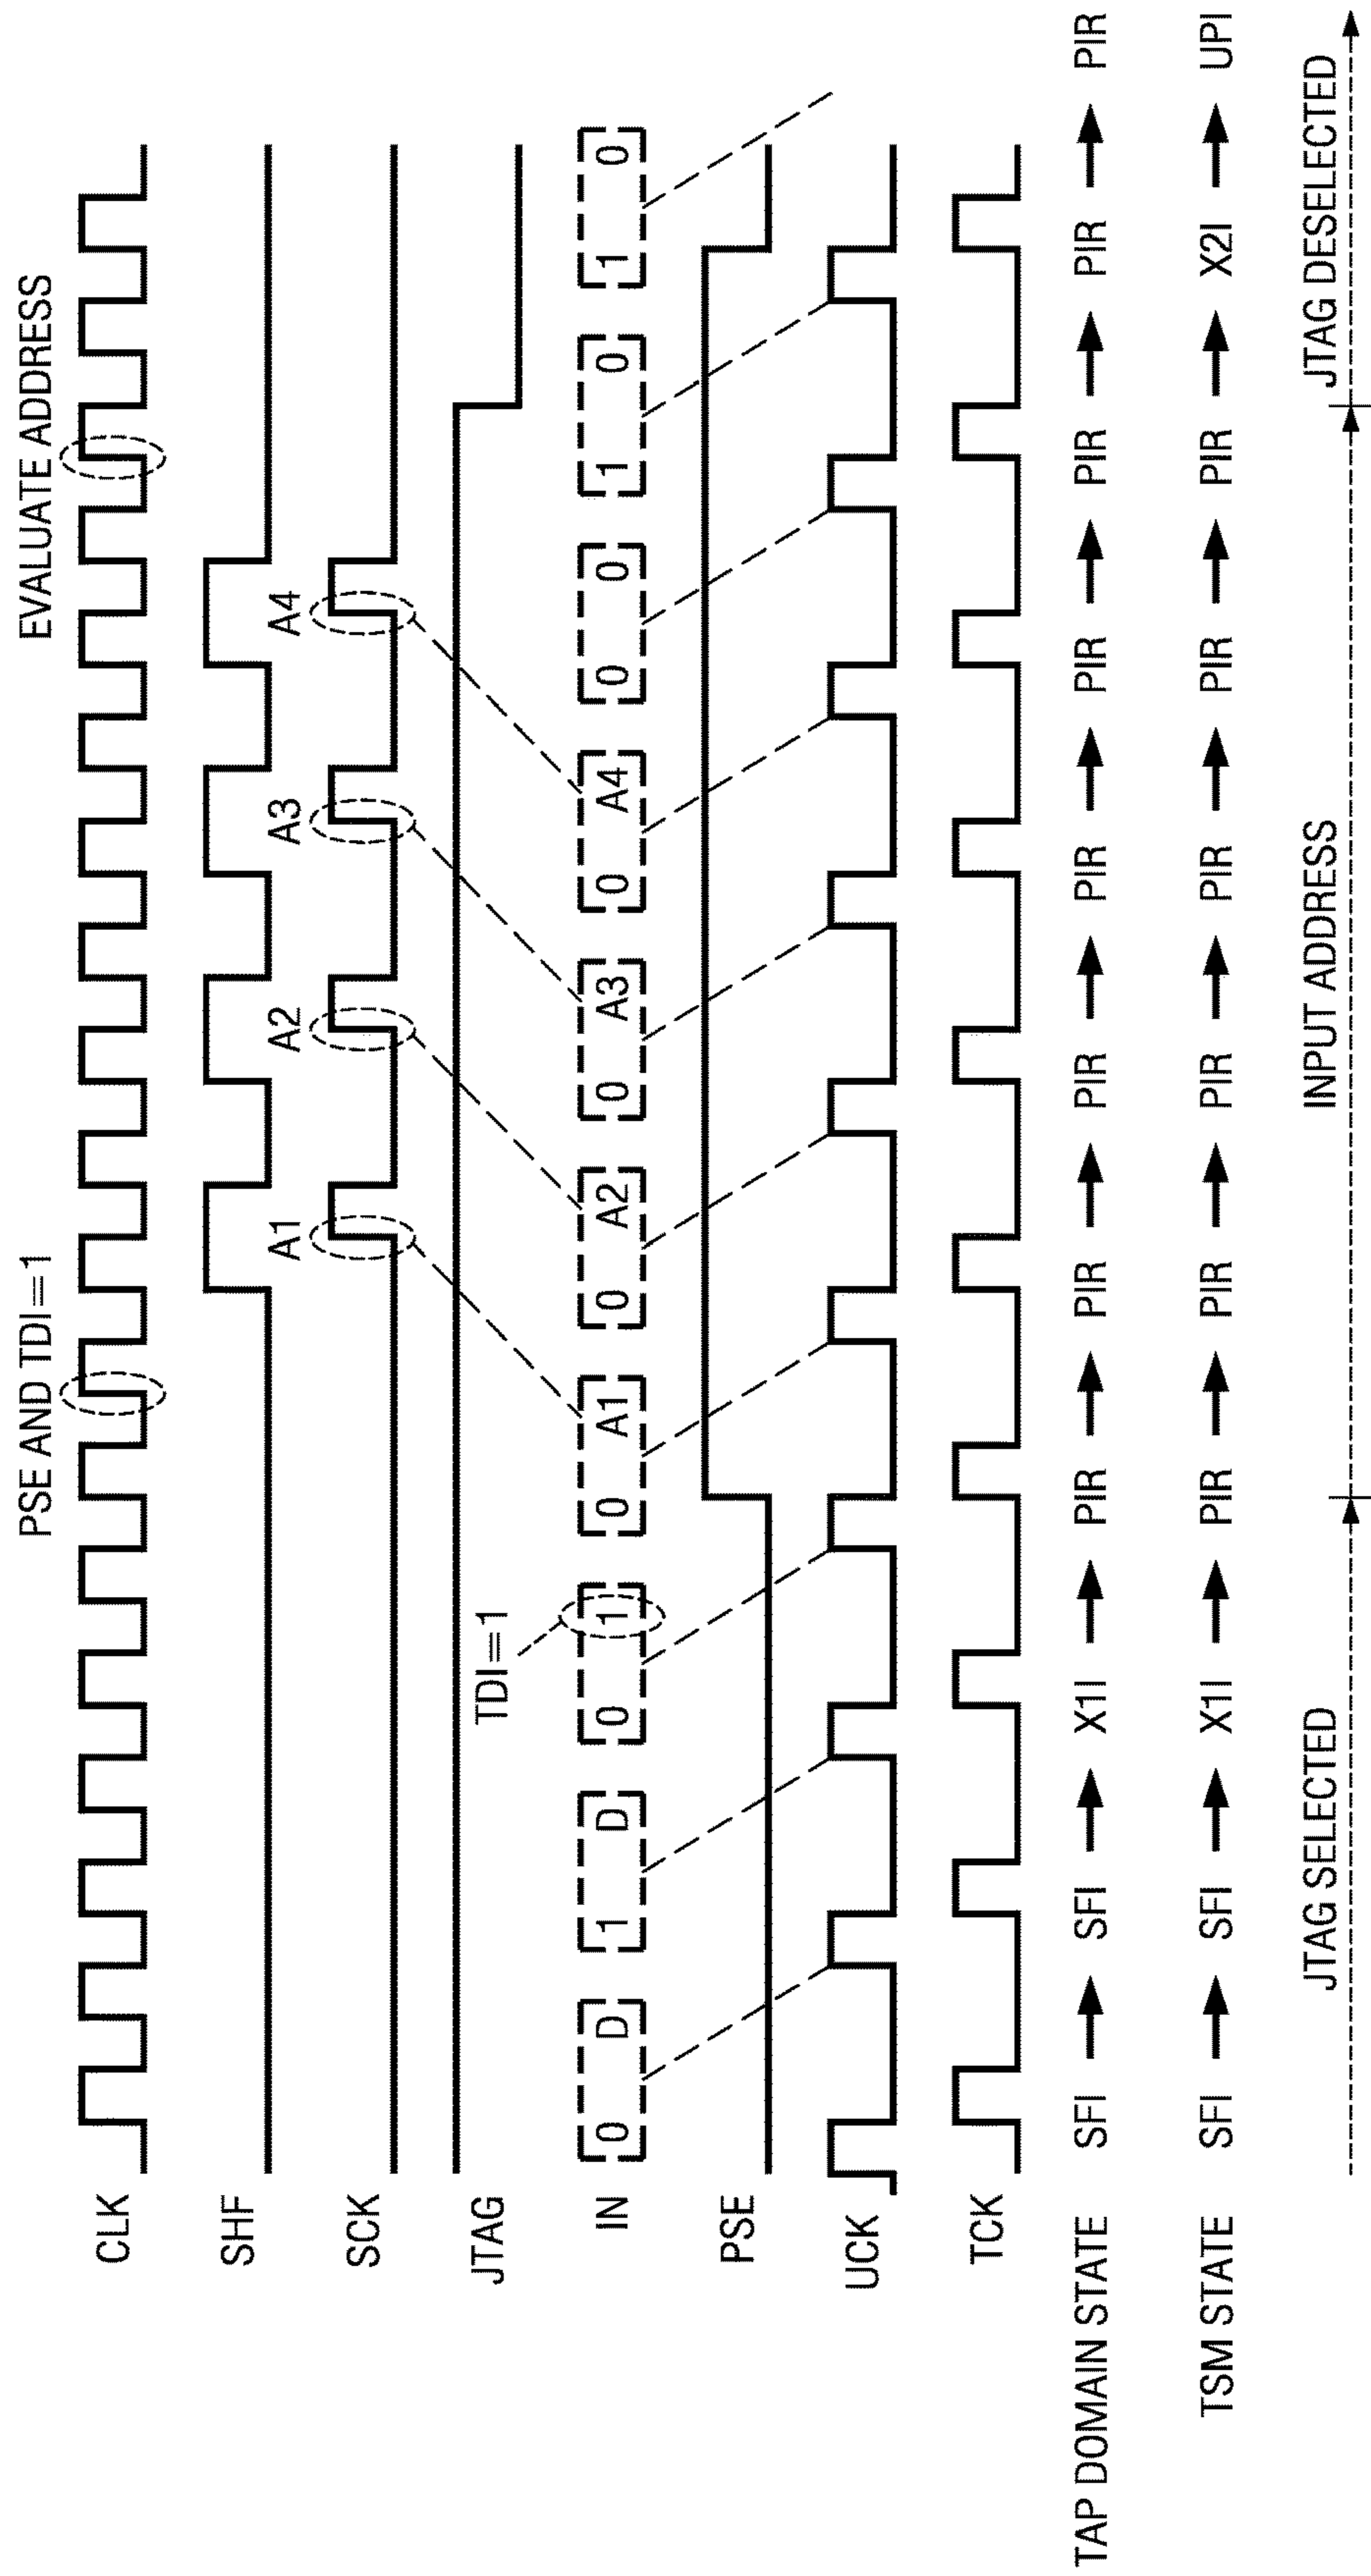 PSE AND TDI=1 EVALUATE ADDRESS
CLK
SHF
A1 A2 A3 A4
SCK
JTAG
TDI=1
IN 0 D 1 D 0 1 0 A1 0 A2 0 A3 0 A4 0 0 1 0 1 0
PSE
UCK
TCK
TAP DOMAIN STATE SFI → SFI → X1I → PIR → PIR → PIR → PIR → PIR → PIR → PIR → PIR
TSM STATE SFI → SFI → X1I → PIR → PIR → PIR → PIR → PIR → PIR → X2I → UPI
JTAG SELECTED INPUT ADDRESS JTAG DESELECTED